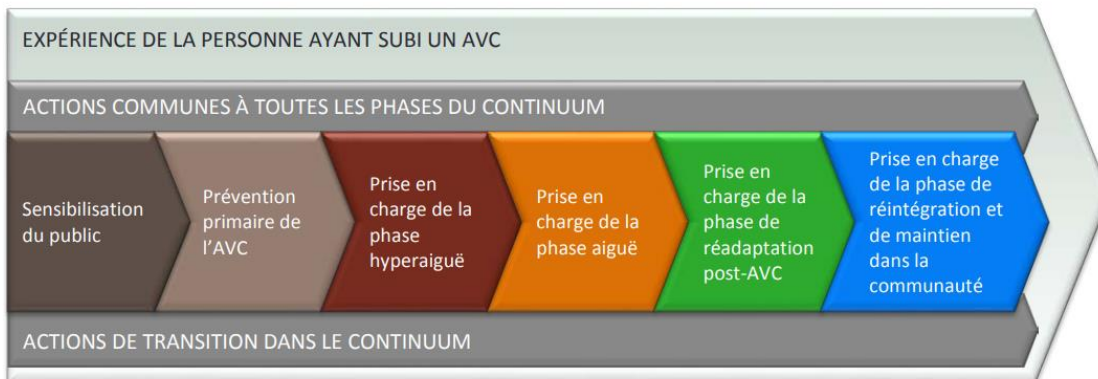 EXPÉRIENCE DE LA PERSONNE AYANT SUBI UN AVC
ACTIONS COMMUNES À TOUTES LES PHASES DU CONTINUUM
Sensibilisation
du public
Prévention
primaire de
l’AVC
Prise en
charge de la
phase
hyperaiguë
Prise en
charge de la
phase aiguë
Prise en
charge de la
phase de
réadaptation
post-AVC
Prise en charge
de la phase de
réintégration et
de maintien
dans la
communauté
ACTIONS DE TRANSITION DANS LE CONTINUUM